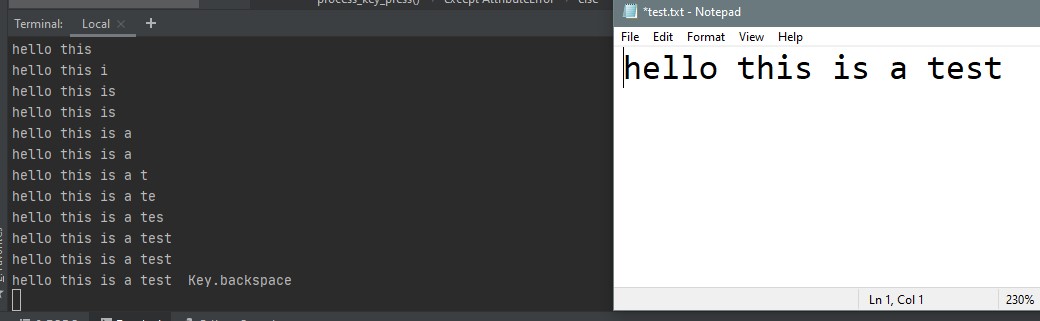 process_key_press() › Except AttributeError › else
Terminal: Local × +
hello this
hello this i
hello this is
hello this is
hello this is a
hello this is a
hello this is a t
hello this is a te
hello this is a tes
hello this is a test
hello this is a test
hello this is a test  Key.backspace
*test.txt - Notepad
File Edit Format View Help
hello this is a test
Ln 1, Col 1 230%